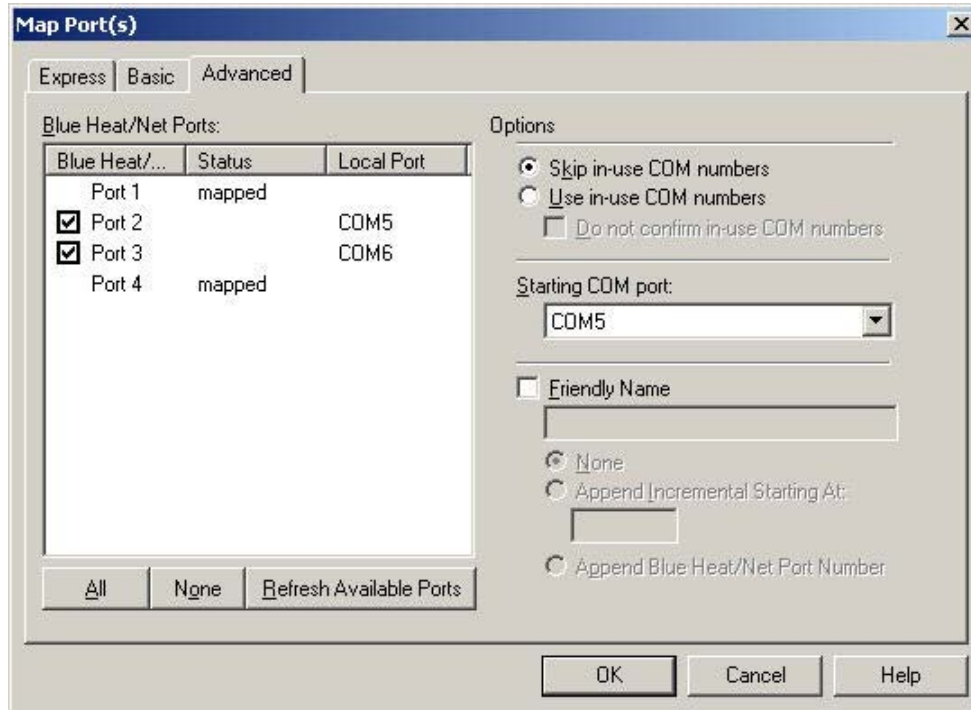 Map Port(s)
Express Basic Advanced
Blue Heat/Net Ports:
Blue Heat/... Status Local Port
Port 1 mapped
Port 2 COM5
Port 3 COM6
Port 4 mapped
All None Refresh Available Ports
Options
Skip in-use COM numbers
Use in-use COM numbers
Do not confirm in-use COM numbers
Starting COM port:
COM5
Friendly Name
None
Append Incremental Starting At:
Append Blue Heat/Net Port Number
OK Cancel Help